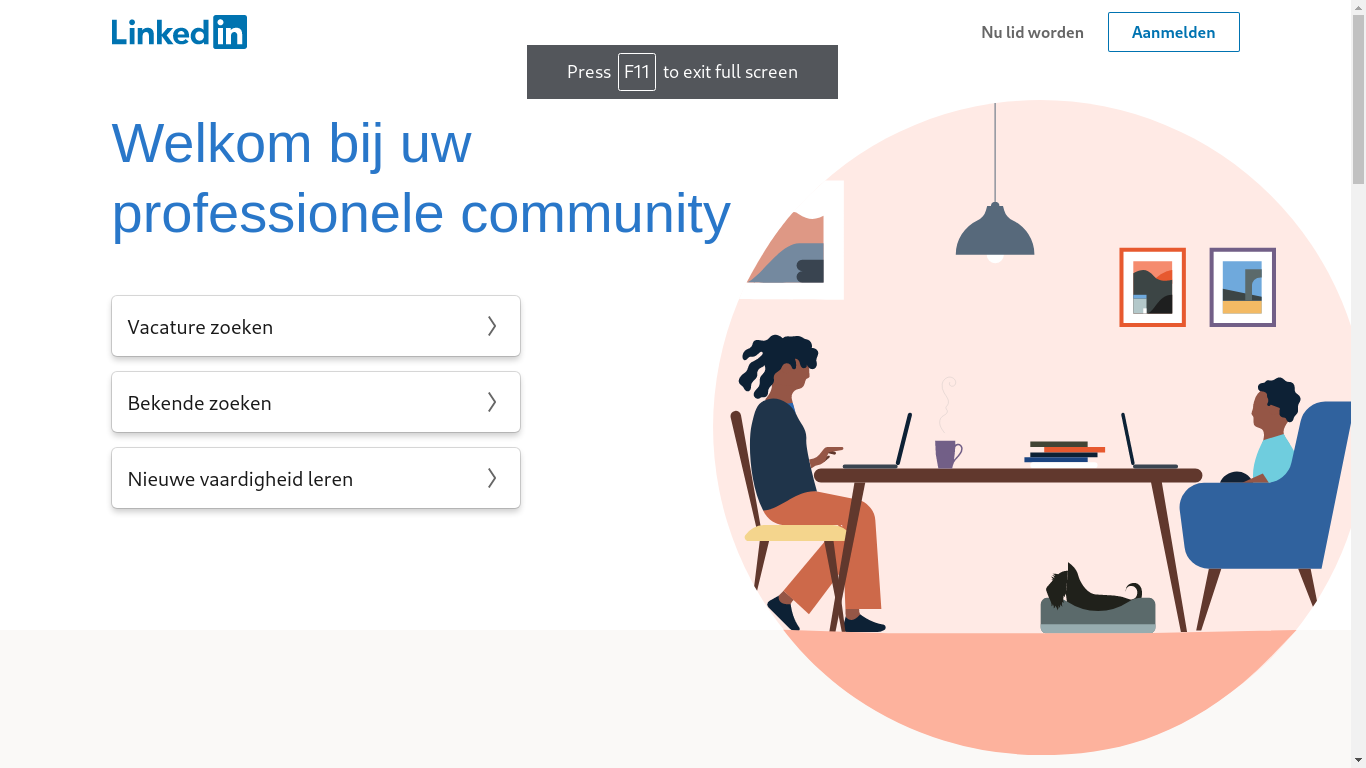 Linkedin
Nu lid worden
Aanmelden
Press F11 to exit full screen
Welkom bij uw
professionele community
Vacature zoeken
Bekende zoeken
Nieuwe vaardigheid leren